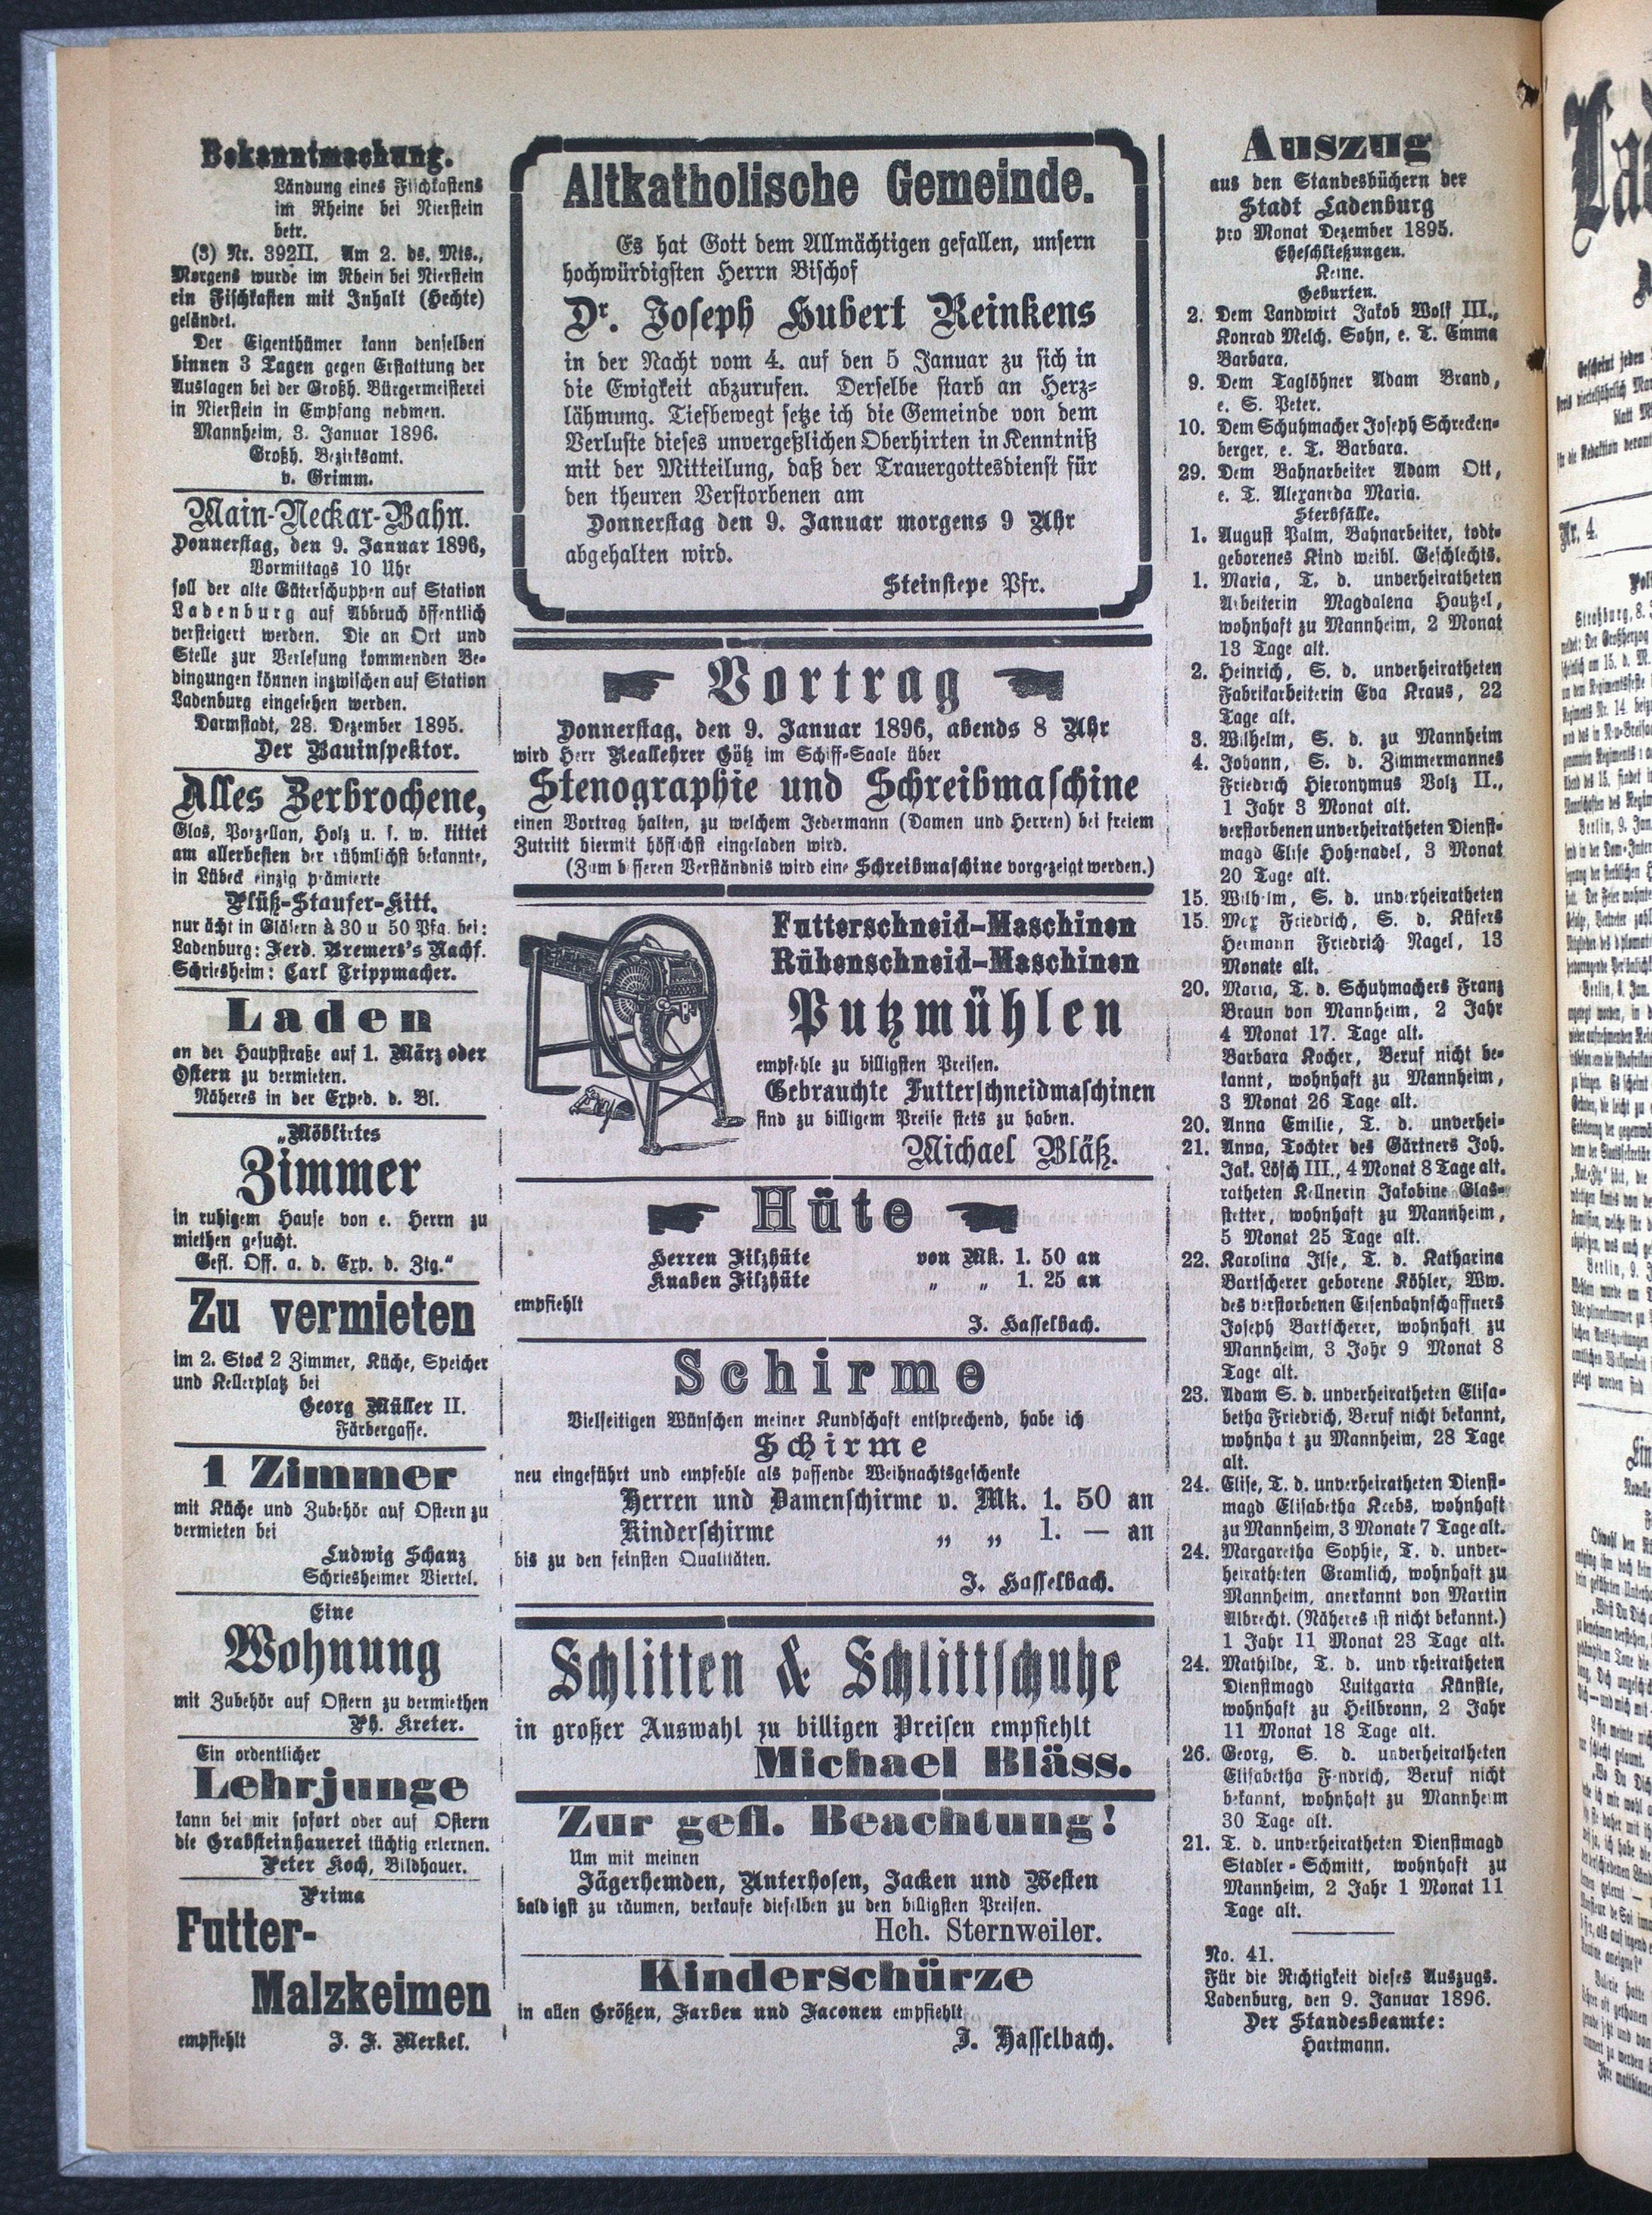 Bekanntmachung.
Ländung eines Fischkastens
im Rheine bei Nierstein
betr.
(3) Nr. 392II. Am 2. ds. Mts.,
Morgens wurde im Rhein bei Nierstein
ein Fischkasten mit Inhalt (Hechte)
geländet.
Der Eigenthümer kann denselben
binnen 3 Tagen gegen Erstattung der
Auslagen bei der Großh. Bürgermeisterei
in Nierstein in Empfang nehmen.
Mannheim, 3. Januar 1896.
Großh. Bezirksamt.
v. Grimm.
Main-Neckar-Bahn.
Donnerstag, den 9. Januar 1896,
Vormittags 10 Uhr
soll der alte Güterschuppen auf Station
Ladenburg auf Abbruch öffentlich
versteigert werden. Die an Ort und
Stelle zur Verlesung kommenden Be-
dingungen können inzwischen auf Station
Ladenburg eingesehen werden.
Darmstadt, 28. Dezember 1895.
Der Bauinspektor.
Alles Zerbrochene,
Glas, Porzellan, Holz u. s. w. kittet
am allerbesten der rühmlichst bekannte,
in Lübeck einzig prämierte
Plüß-Staufer-Kitt.
nur ächt in Gläsern à 30 u 50 Pfg. bei:
Ladenburg: Ferd. Bremers's Nachf.
Schriesheim: Carl Trippmacher.
Laden
an der Hauptstraße auf 1. März oder
Ostern zu vermieten.
Näheres in der Exped. d. Bl.
„Möblirtes
Zimmer
in ruhigem Hause von e. Herrn zu
miethen gesucht.
Gefl. Off. a. d. Exp. d. Ztg.“
Zu vermieten
im 2. Stock 2 Zimmer, Küche, Speicher
und Kellerplatz bei
Georg Müller II.
Färbergasse.
1 Zimmer
mit Küche und Zubehör auf Ostern zu
vermieten bei
Ludwig Schanz
Schriesheimer Viertel.
Eine
Wohnung
mit Zubehör auf Ostern zu vermiethen
Ph. Kreter.
Ein ordentlicher
Lehrjunge
kann bei mir sofort oder auf Ostern
die Grabsteinhauerei tüchtig erlernen.
Peter Koch, Bildhauer.
Prima
Futter-
Malzkeimen
empfiehlt J. F. Merkel.
Altkatholische Gemeinde.
Es hat Gott dem Allmächtigen gefallen, unsern
hochwürdigsten Herrn Bischof
Dr. Joseph Hubert Reinkens
in der Nacht vom 4. auf den 5 Januar zu sich in
die Ewigkeit abzurufen. Derselbe starb an Herz-
lähmung. Tiefbewegt setze ich die Gemeinde von dem
Verluste dieses unvergeßlichen Oberhirten in Kenntniß
mit der Mitteilung, daß der Trauergottesdienst für
den theuren Verstorbenen am
Donnerstag den 9. Januar morgens 9 Uhr
abgehalten wird.
Steinstepe Pfr.
Vortrag
Donnerstag, den 9. Januar 1896, abends 8 Uhr
wird Herr Reallehrer Götz im Schiff-Saale über
Stenographie und Schreibmaschine
einen Vortrag halten, zu welchem Jedermann (Damen und Herren) bei freiem
Zutritt hiermit höflichst eingeladen wird.
(Zum besseren Verständnis wird eine Schreibmaschine vorgezeigt werden.)
Futterschneid-Maschinen
Rübenschneid-Maschinen
Putzmühlen
empfehle zu billigsten Preisen.
Gebrauchte Futterschneidmaschinen
sind zu billigem Preise stets zu haben.
Michael Bläß.
Hüte
Herren Filzhüte von Mk. 1. 50 an
Knaben Filzhüte „ „ 1. 25 an
empfiehlt
J. Hasselbach.
Schirme
Vielseitigen Wünschen meiner Kundschaft entsprechend, habe ich
Schirme
neu eingeführt und empfehle als passende Weihnachtsgeschenke
Herren und Damenschirme v. Mk. 1. 50 an
Kinderschirme „ „ 1. — an
bis zu den feinsten Qualitäten.
J. Hasselbach.
Schlitten & Schlittschuhe
in großer Auswahl zu billigen Preisen empfiehlt
Michael Bläss.
Zur gefl. Beachtung!
Um mit meinen
Jägerhemden, Unterhosen, Jacken und Westen
baldigst zu räumen, verkaufe dieselben zu den billigsten Preisen.
Hch. Sternweiler.
Kinderschürze
in allen Größen, Farben und Faconen empfiehlt
J. Hasselbach.
Auszug
aus den Standesbüchern der
Stadt Ladenburg
pro Monat Dezember 1895.
Eheschließungen.
Keine.
Geburten.
2. Dem Landwirt Jakob Wolf III.,
Konrad Melch. Sohn, e. T. Emma
Barbara.
9. Dem Taglöhner Adam Brand,
e. S. Peter.
10. Dem Schuhmacher Joseph Schrecken-
berger, e. T. Barbara.
29. Dem Bahnarbeiter Adam Ott,
e. T. Alexanrda Maria.
Sterbfälle.
1. August Palm, Bahnarbeiter, todt-
geborenes Kind weibl. Geschlechts.
1. Maria, T. d. unverheiratheten
Arbeiterin Magdalena Hautzel,
wohnhaft zu Mannheim, 2 Monat
13 Tage alt.
2. Heinrich, S. d. unverheiratheten
Fabrikarbeiterin Eva Kraus, 22
Tage alt.
3. Wilhelm, S. d. zu Mannheim
4. Johann, S. d. Zimmermannes
Friedrich Hieronymus Volz II.,
1 Jahr 3 Monat alt.
verstorbenen unverheiratheten Dienst-
magd Elise Hohenadel, 3 Monat
20 Tage alt.
15. Wilhelm, S. d. unverheiratheten
15. Max Friedrich, S. d. Küfers
Hermann Friedrich Nagel, 13
Monate alt.
20. Maria, T. d. Schuhmachers Franz
Braun von Mannheim, 2 Jahr
4 Monat 17. Tage alt.
Barbara Kocher, Beruf nicht be-
kannt, wohnhaft zu Mannheim,
3 Monat 26 Tage alt.
20. Anna Emilie, T. d. unverhei-
21. Anna, Tochter des Gärtners Joh.
Jak. Lösch III., 4 Monat 8 Tage alt.
ratheten Kellnerin Jakobine Glas-
stetter, wohnhaft zu Mannheim,
5 Monat 25 Tage alt.
22. Karolina Ilse, T. d. Katharina
Bartscherer geborene Köhler, Ww.
des verstorbenen Eisenbahnschaffners
Joseph Bartscherer, wohnhaft zu
Mannheim, 3 Jahr 9 Monat 8
Tage alt.
23. Adam S. d. unverheiratheten Elisa-
betha Friedrich, Beruf nicht bekannt,
wohnhaft zu Mannheim, 28 Tage
alt.
24. Elise, T. d. unverheiratheten Dienst-
magd Elisabetha Krebs, wohnhaft
zu Mannheim, 3 Monate 7 Tage alt.
24. Margaretha Sophie, T. d. unver-
heiratheten Gramlich, wohnhaft zu
Mannheim, anerkannt von Martin
Albrecht. (Näheres ist nicht bekannt.)
1 Jahr 11 Monat 23 Tage alt.
24. Mathilde, T. d. unverheiratheten
Dienstmagd Luitgarta Künstle,
wohnhaft zu Heilbronn, 2 Jahr
11 Monat 18 Tage alt.
26. Georg, S. d. unverheiratheten
Elisabetha Fendrich, Beruf nicht
bekannt, wohnhaft zu Mannheim
30 Tage alt.
21. T. d. unverheiratheten Dienstmagd
Stadler-Schmitt, wohnhaft zu
Mannheim, 2 Jahr 1 Monat 11
Tage alt.
No. 41.
Für die Richtigkeit dieses Auszugs.
Ladenburg, den 9. Januar 1896.
Der Standesbeamte:
Hartmann.
Nr. 4.